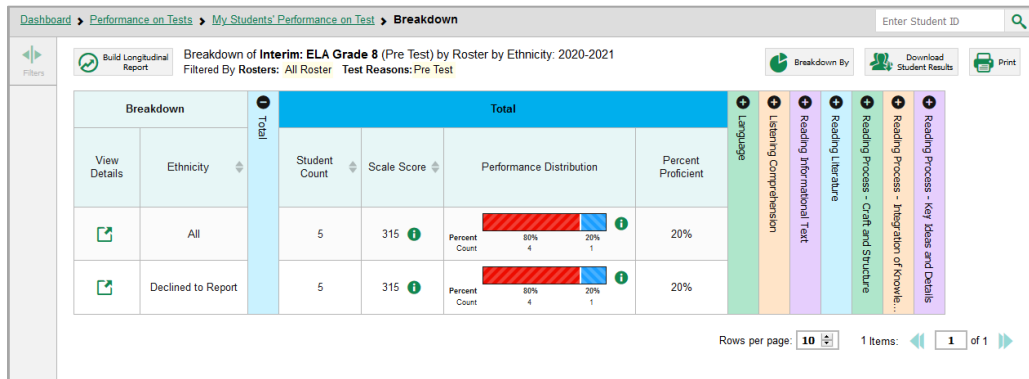 Dashboard > Performance on Tests > My Students' Performance on Test > Breakdown
Enter Student ID
Filters
Build Longitudinal
Report
Breakdown of Interim: ELA Grade 8 (Pre Test) by Roster by Ethnicity: 2020-2021
Filtered By Rosters: All Roster Test Reasons: Pre Test
Breakdown By
Download
Student Results
Print
Breakdown
Total
Total
Language
Listening Comprehension
Reading Informational Text
Reading Literature
Reading Process - Craft and Structure
Reading Process - Integration of Knowle...
Reading Process - Key Ideas and Details
View
Details
Ethnicity
Student
Count
Scale Score
Performance Distribution
Percent
Proficient
All
5
315
Percent 80% 20%
Count 4 1
20%
Declined to Report
5
315
Percent 80% 20%
Count 4 1
20%
Rows per page: 10 1 Items: 1 of 1